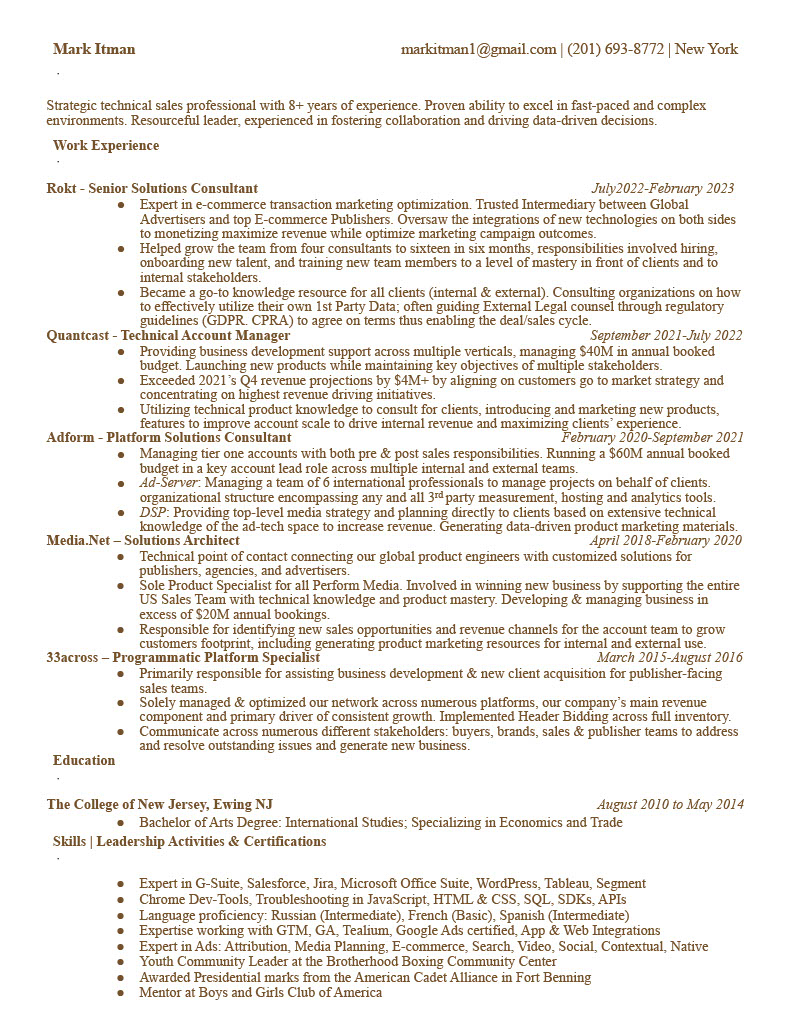 Mark Itman markitman1@gmail.com | (201) 693-8772 | New York
.
Strategic technical sales professional with 8+ years of experience. Proven ability to excel in fast-paced and complex
environments. Resourceful leader, experienced in fostering collaboration and driving data-driven decisions.
Work Experience
.
Rokt - Senior Solutions Consultant July2022-February 2023
● Expert in e-commerce transaction marketing optimization. Trusted Intermediary between Global
Advertisers and top E-commerce Publishers. Oversaw the integrations of new technologies on both sides
to monetizing maximize revenue while optimize marketing campaign outcomes.
● Helped grow the team from four consultants to sixteen in six months, responsibilities involved hiring,
onboarding new talent, and training new team members to a level of mastery in front of clients and to
internal stakeholders.
● Became a go-to knowledge resource for all clients (internal & external). Consulting organizations on how
to effectively utilize their own 1st Party Data; often guiding External Legal counsel through regulatory
guidelines (GDPR. CPRA) to agree on terms thus enabling the deal/sales cycle.
Quantcast - Technical Account Manager September 2021-July 2022
● Providing business development support across multiple verticals, managing $40M in annual booked
budget. Launching new products while maintaining key objectives of multiple stakeholders.
● Exceeded 2021’s Q4 revenue projections by $4M+ by aligning on customers go to market strategy and
concentrating on highest revenue driving initiatives.
● Utilizing technical product knowledge to consult for clients, introducing and marketing new products,
features to improve account scale to drive internal revenue and maximizing clients’ experience.
Adform - Platform Solutions Consultant February 2020-September 2021
● Managing tier one accounts with both pre & post sales responsibilities. Running a $60M annual booked
budget in a key account lead role across multiple internal and external teams.
● Ad-Server: Managing a team of 6 international professionals to manage projects on behalf of clients.
organizational structure encompassing any and all 3rd party measurement, hosting and analytics tools.
● DSP: Providing top-level media strategy and planning directly to clients based on extensive technical
knowledge of the ad-tech space to increase revenue. Generating data-driven product marketing materials.
Media.Net – Solutions Architect April 2018-February 2020
● Technical point of contact connecting our global product engineers with customized solutions for
publishers, agencies, and advertisers.
● Sole Product Specialist for all Perform Media. Involved in winning new business by supporting the entire
US Sales Team with technical knowledge and product mastery. Developing & managing business in
excess of $20M annual bookings.
● Responsible for identifying new sales opportunities and revenue channels for the account team to grow
customers footprint, including generating product marketing resources for internal and external use.
33across – Programmatic Platform Specialist March 2015-August 2016
● Primarily responsible for assisting business development & new client acquisition for publisher-facing
sales teams.
● Solely managed & optimized our network across numerous platforms, our company’s main revenue
component and primary driver of consistent growth. Implemented Header Bidding across full inventory.
● Communicate across numerous different stakeholders: buyers, brands, sales & publisher teams to address
and resolve outstanding issues and generate new business.
Education
.
The College of New Jersey, Ewing NJ August 2010 to May 2014
● Bachelor of Arts Degree: International Studies; Specializing in Economics and Trade
Skills | Leadership Activities & Certifications
.
● Expert in G-Suite, Salesforce, Jira, Microsoft Office Suite, WordPress, Tableau, Segment
● Chrome Dev-Tools, Troubleshooting in JavaScript, HTML & CSS, SQL, SDKs, APIs
● Language proficiency: Russian (Intermediate), French (Basic), Spanish (Intermediate)
● Expertise working with GTM, GA, Tealium, Google Ads certified, App & Web Integrations
● Expert in Ads: Attribution, Media Planning, E-commerce, Search, Video, Social, Contextual, Native
● Youth Community Leader at the Brotherhood Boxing Community Center
● Awarded Presidential marks from the American Cadet Alliance in Fort Benning
● Mentor at Boys and Girls Club of America